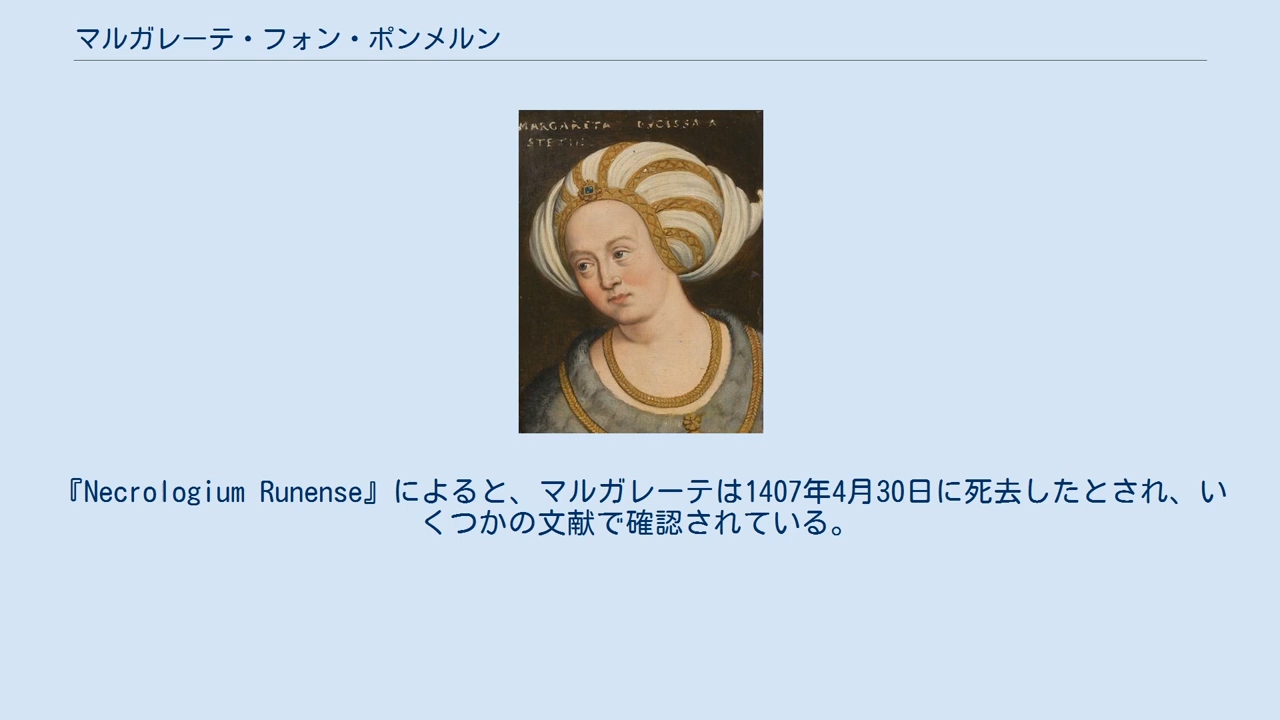 マルガレーテ・フォン・ポンメルン
MARGARETA DVCISSA A
STETIN
『Necrologium Runense』によると、マルガレーテは1407年4月30日に死去したとされ、い
くつかの文献で確認されている。